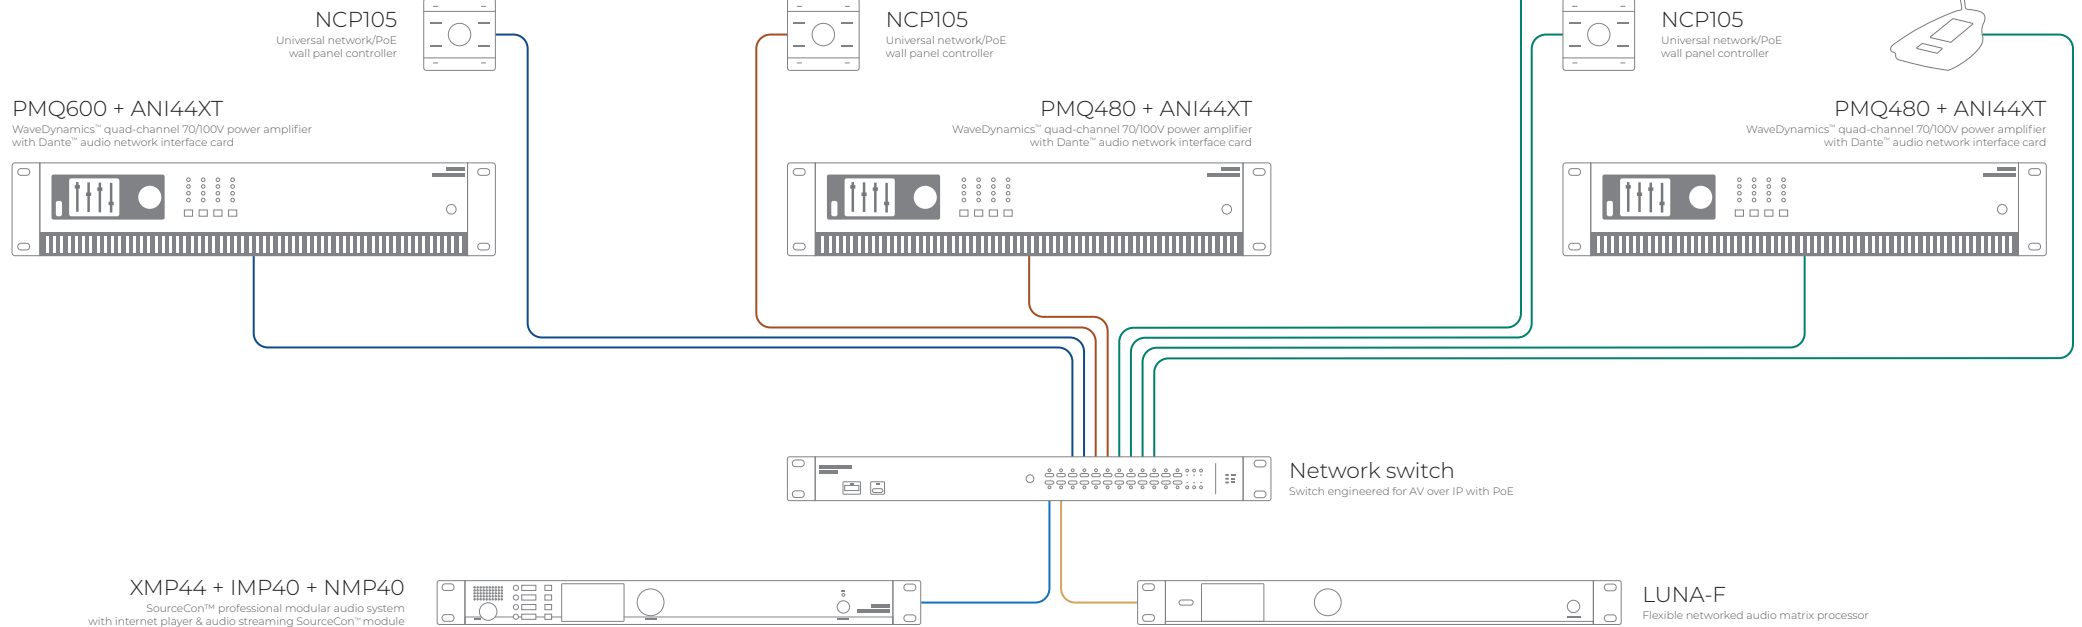 NCP105
Universal network/PoE
wall panel controller
NCP105
Universal network/PoE
wall panel controller
NCP105
Universal network/PoE
wall panel controller
PMQ600 + ANI44XT
WaveDynamics™ quad-channel 70/100V power amplifier
with Dante™ audio network interface card
PMQ480 + ANI44XT
WaveDynamics™ quad-channel 70/100V power amplifier
with Dante™ audio network interface card
PMQ480 + ANI44XT
WaveDynamics™ quad-channel 70/100V power amplifier
with Dante™ audio network interface card
Network switch
Switch engineered for AV over IP with PoE
XMP44 + IMP40 + NMP40
SourceCon™ professional modular audio system
with internet player & audio streaming SourceCon™ module
LUNA-F
Flexible networked audio matrix processor